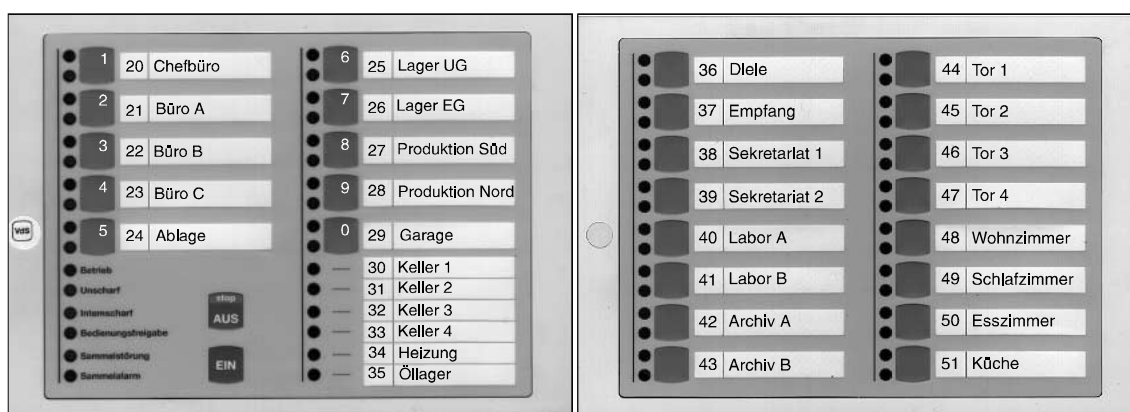 1 20 Chefbüro
2 21 Büro A
3 22 Büro B
4 23 Büro C
5 24 Ablage
Betrieb
Unscharf
Internscharf
Bedienungsfreigabe
Sammelstörung
Sammelalarm
stop
AUS
EIN
6 25 Lager UG
7 26 Lager EG
8 27 Produktion Süd
9 28 Produktion Nord
0 29 Garage
30 Keller 1
31 Keller 2
32 Keller 3
33 Keller 4
34 Heizung
35 Öllager
VdS
36 Diele
37 Empfang
38 Sekretariat 1
39 Sekretariat 2
40 Labor A
41 Labor B
42 Archiv A
43 Archiv B
44 Tor 1
45 Tor 2
46 Tor 3
47 Tor 4
48 Wohnzimmer
49 Schlafzimmer
50 Esszimmer
51 Küche